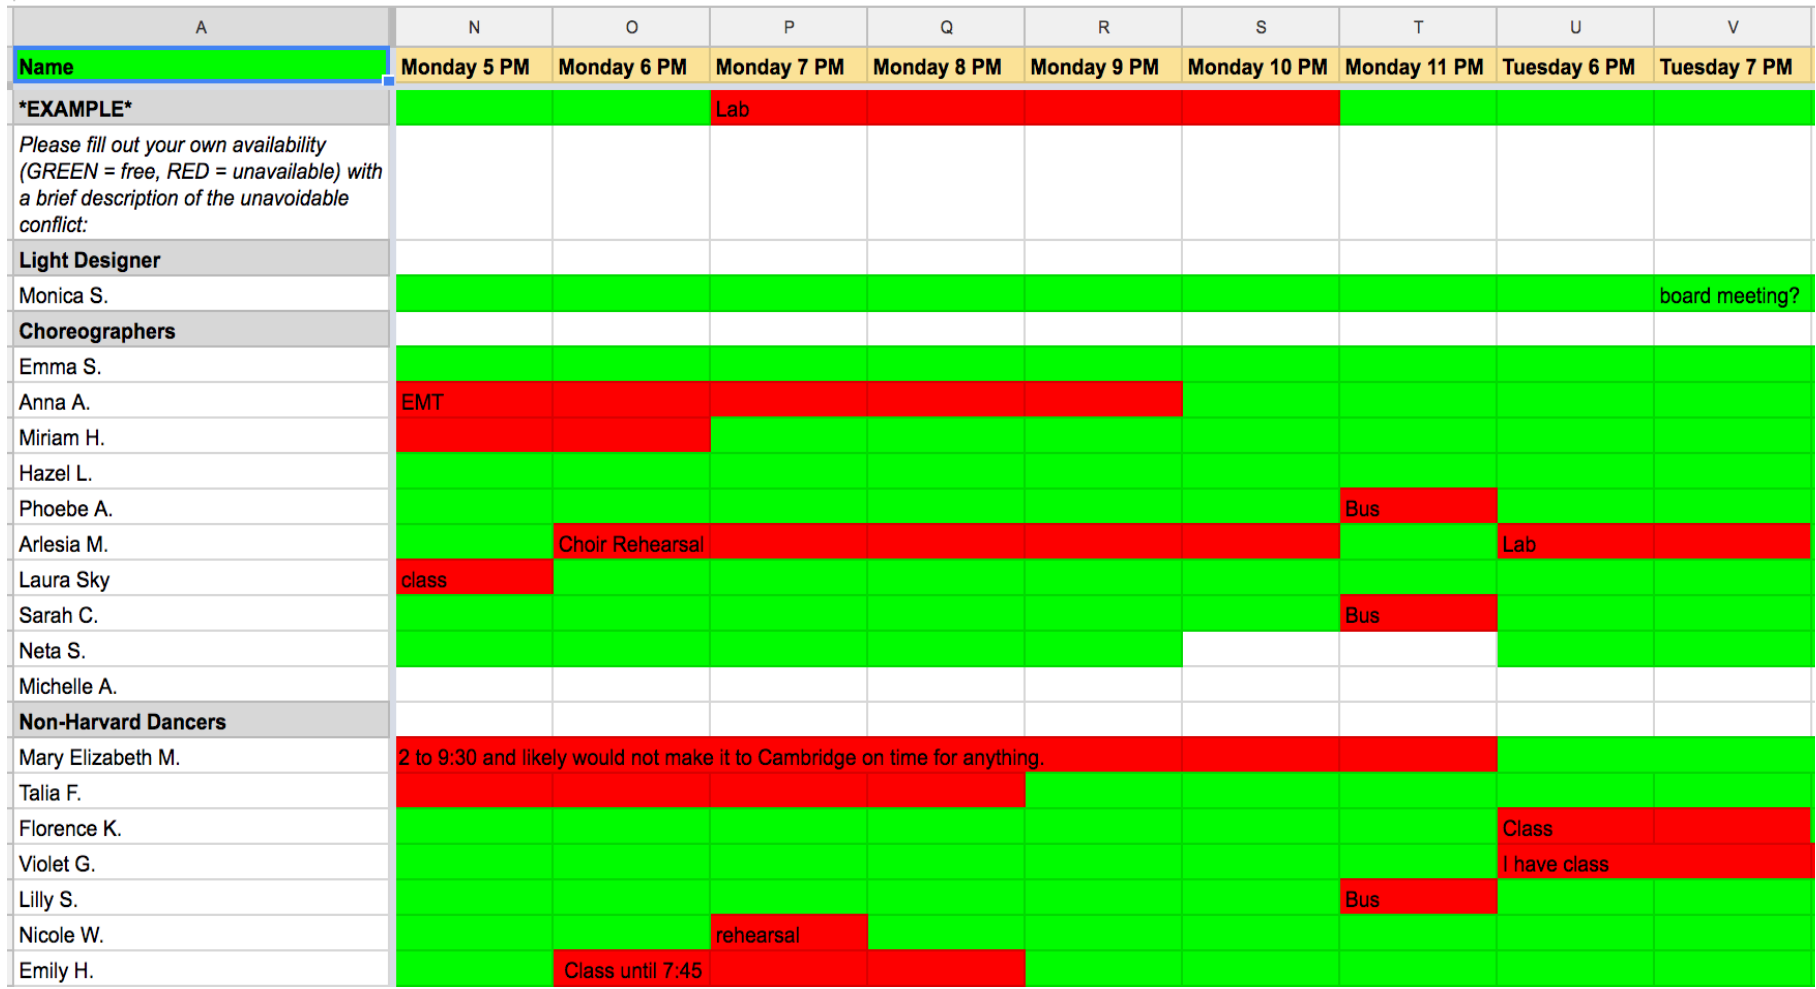 A N O P Q R S T U V
Name Monday 5 PM Monday 6 PM Monday 7 PM Monday 8 PM Monday 9 PM Monday 10 PM Monday 11 PM Tuesday 6 PM Tuesday 7 PM
*EXAMPLE* Lab
Please fill out your own availability
(GREEN = free, RED = unavailable) with
a brief description of the unavoidable
conflict:
Light Designer
Monica S. board meeting?
Choreographers
Emma S.
Anna A. EMT
Miriam H.
Hazel L.
Phoebe A. Bus
Arlesia M. Choir Rehearsal Lab
Laura Sky class
Sarah C. Bus
Neta S.
Michelle A.
Non-Harvard Dancers
Mary Elizabeth M. 2 to 9:30 and likely would not make it to Cambridge on time for anything.
Talia F.
Florence K. Class
Violet G. I have class
Lilly S. Bus
Nicole W. rehearsal
Emily H. Class until 7:45